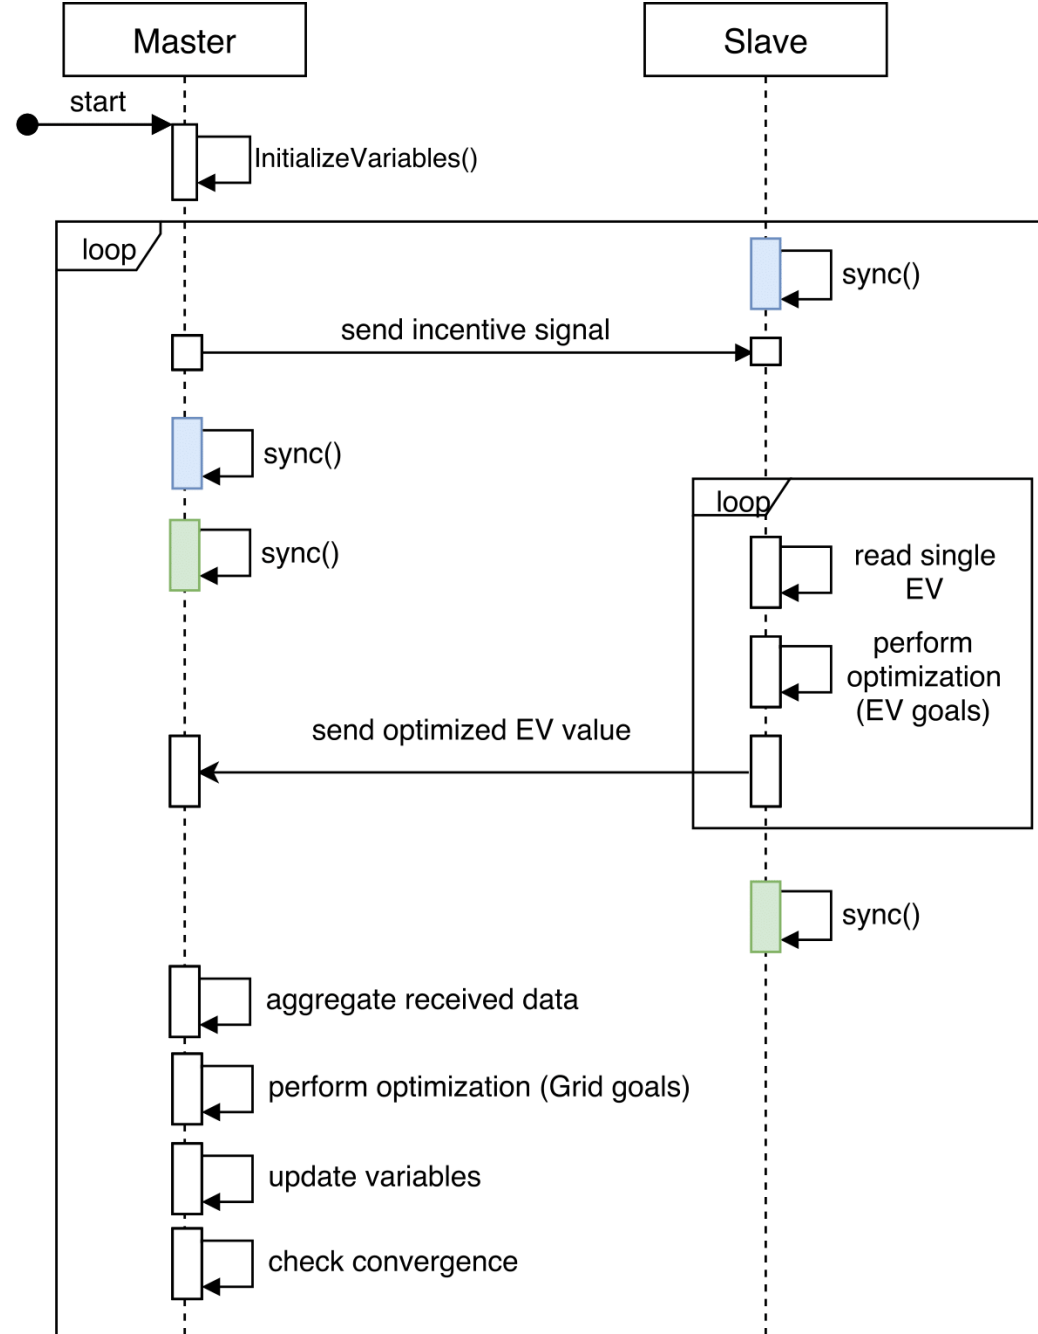 Master
Slave
start
InitializeVariables()
loop
sync()
send incentive signal
sync()
loop
sync()
read single
EV
perform
optimization
(EV goals)
send optimized EV value
sync()
aggregate received data
perform optimization (Grid goals)
update variables
check convergence